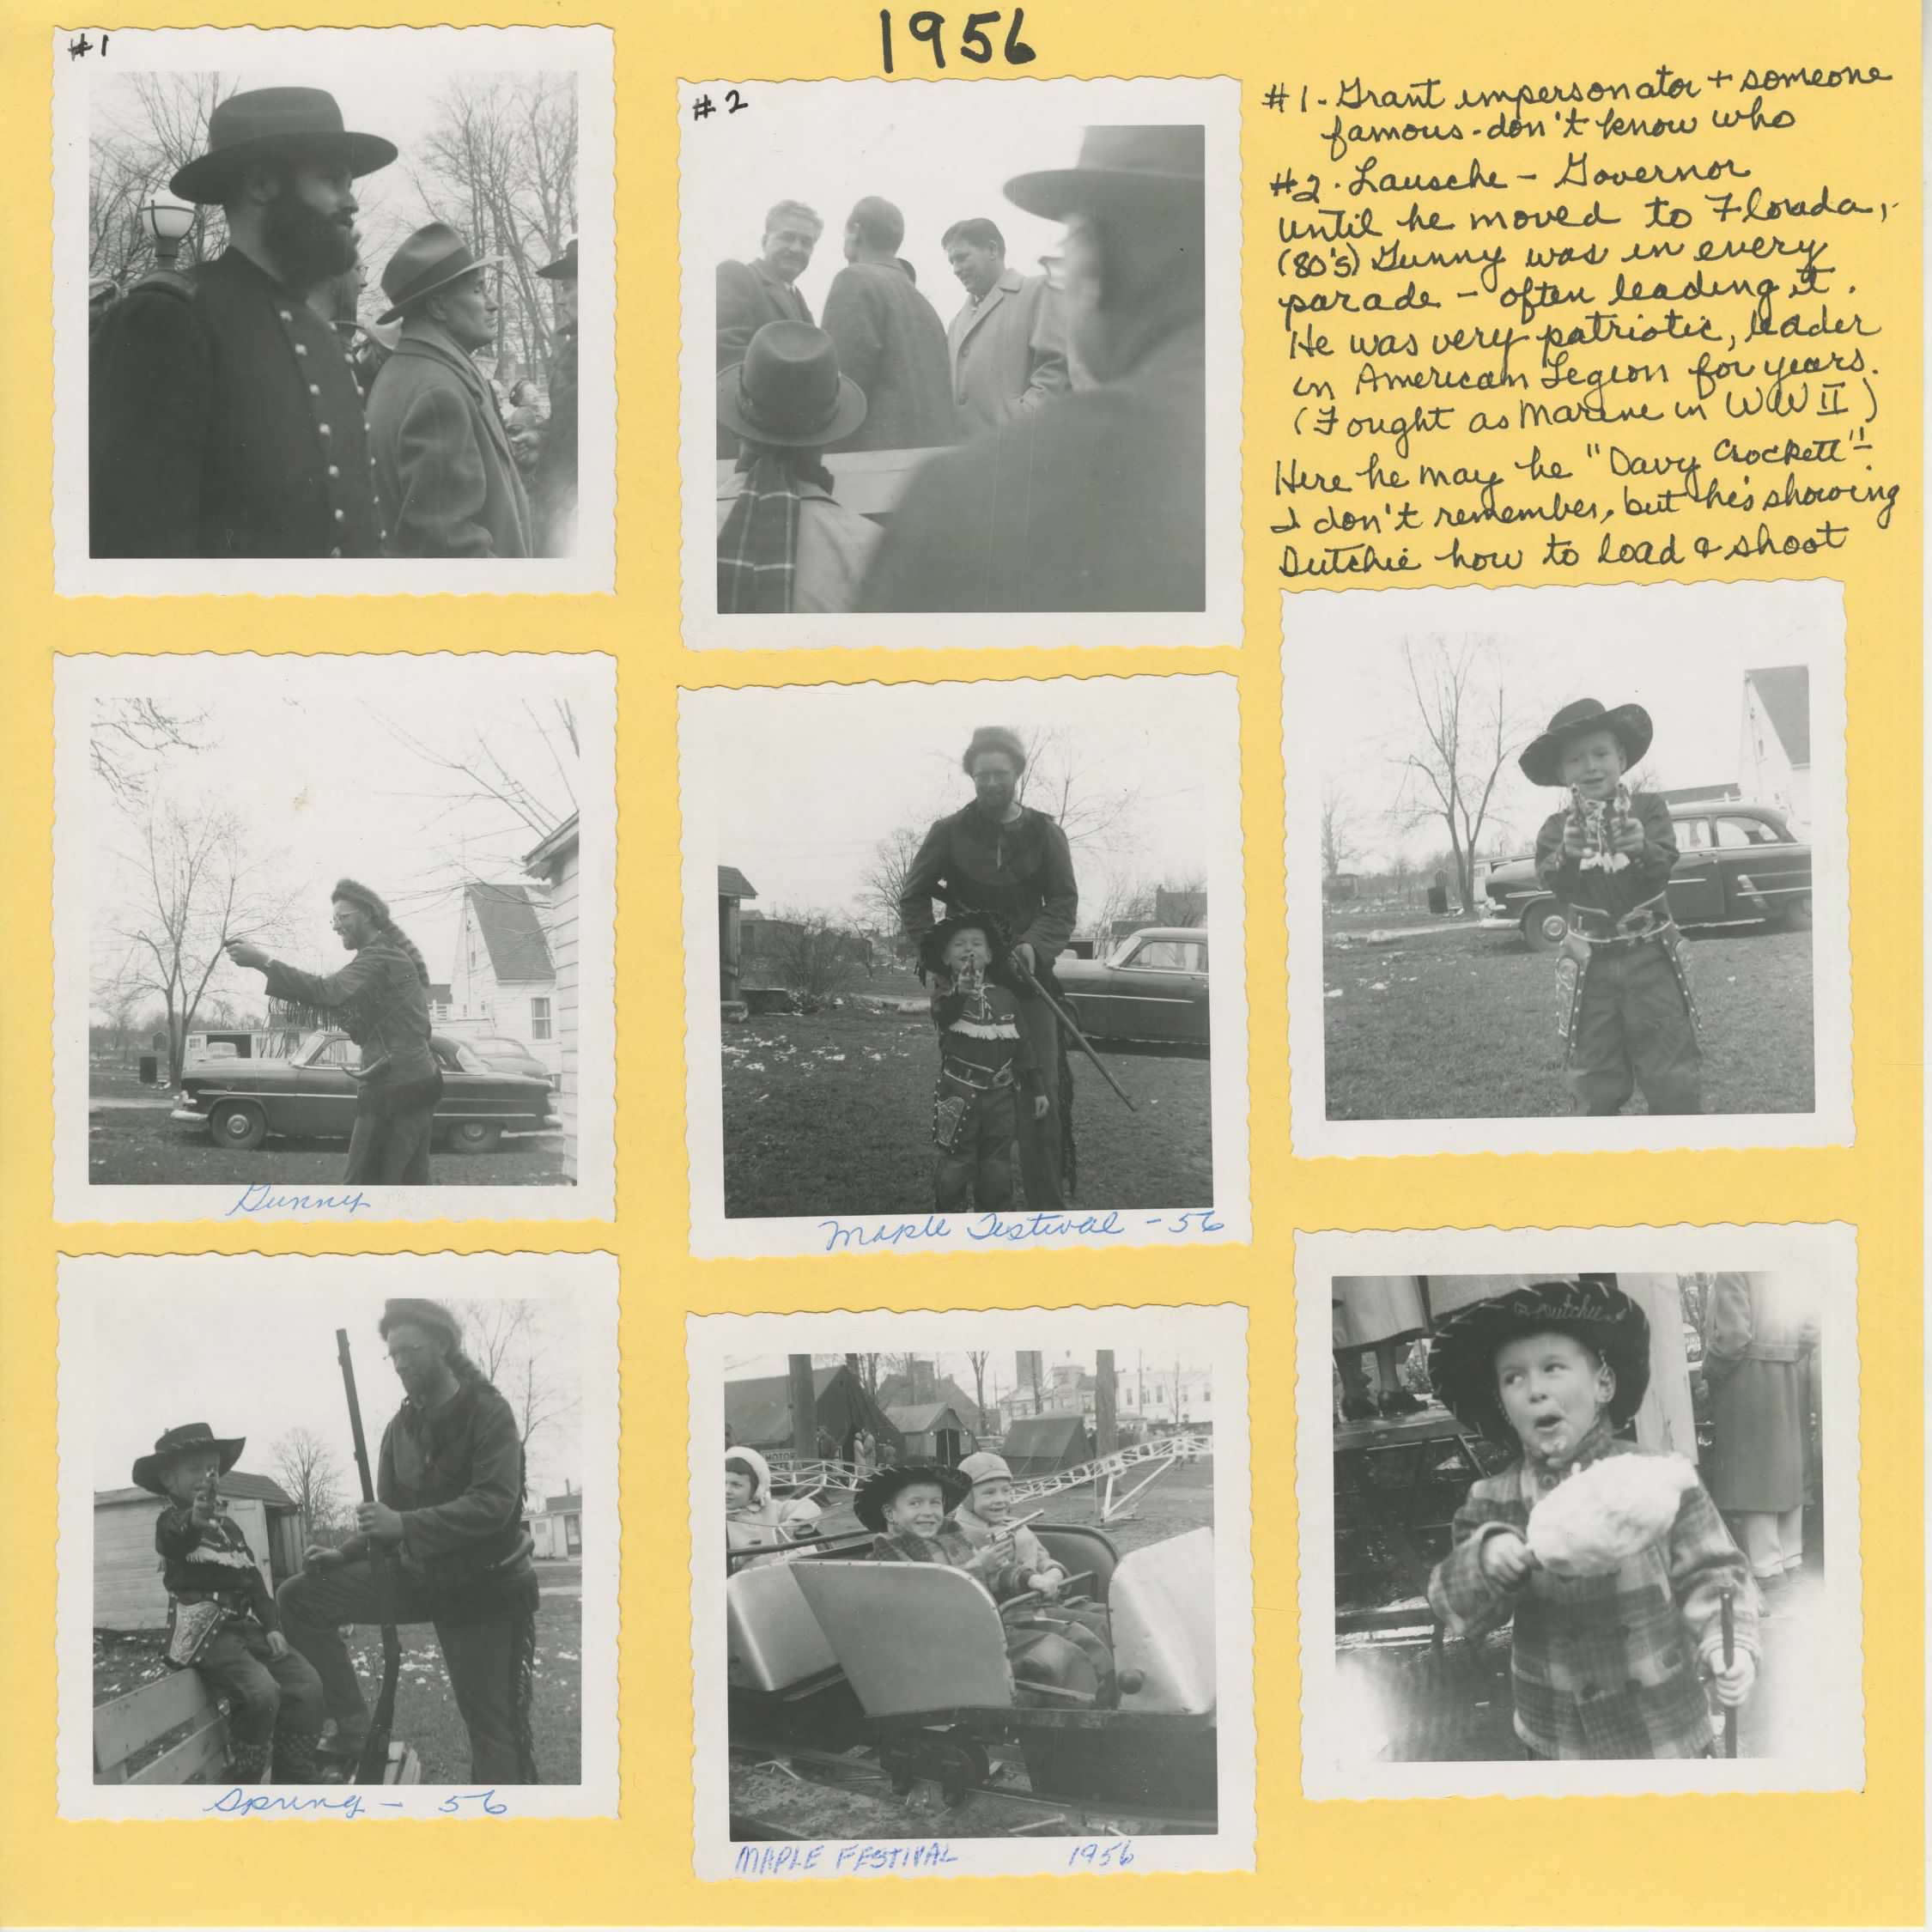 1956
#1
#2
#1 - Grant impersonator + someone
famous - don't know who
#2 - Lausche - Governor
until he moved to Florada,
(80's) Gunny was in every
parade - often leading it.
He was very patriotic, leader
in American Legion for years.
(Fought as Marine in WW II)
Here he may be "Davy Crockett" -
I don't remember, but he's showing
Dutchie how to load & shoot
Gunny
Maple Festival - 56
Dutchie
MOTOR
Spring - 56
MAPLE FESTIVAL 1956